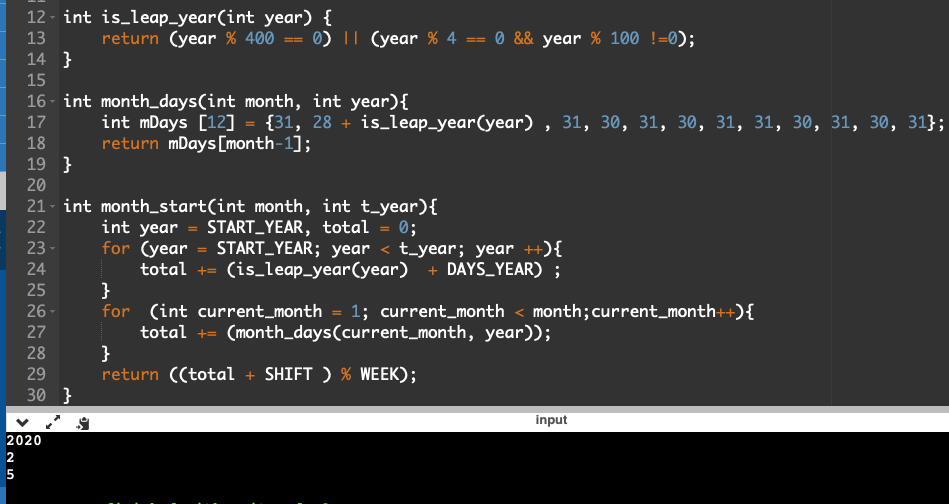 12 int is_leap_year(int year) {
13 return (year % 400 == 0) || (year % 4 == 0 && year % 100 !=0);
14 }
15
16 int month_days(int month, int year){
17 int mDays [12] = {31, 28 + is_leap_year(year) , 31, 30, 31, 30, 31, 31, 30, 31, 30, 31};
18 return mDays[month-1];
19 }
20
21 int month_start(int month, int t_year){
22 int year = START_YEAR, total = 0;
23 for (year = START_YEAR; year < t_year; year ++){
24 total += (is_leap_year(year) + DAYS_YEAR) ;
25 }
26 for (int current_month = 1; current_month < month;current_month++){
27 total += (month_days(current_month, year));
28 }
29 return ((total + SHIFT ) % WEEK);
30 }
input
2020
2
5